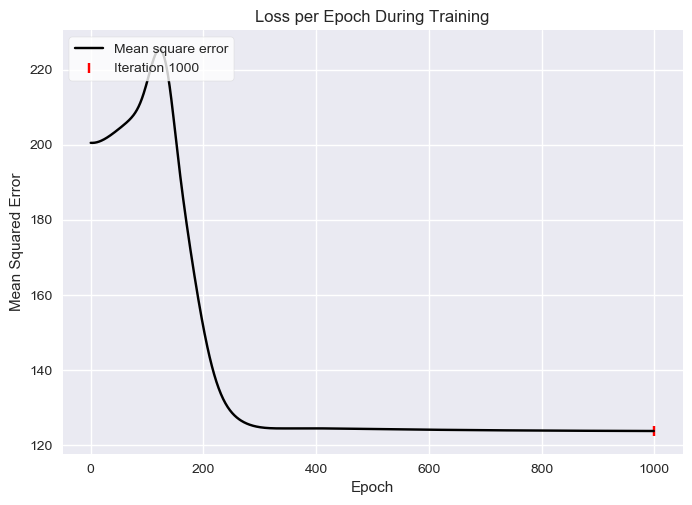 Loss per Epoch During Training
Mean square error
Iteration 1000
Mean Squared Error
220
200
180
160
140
120
0 200 400 600 800 1000
Epoch